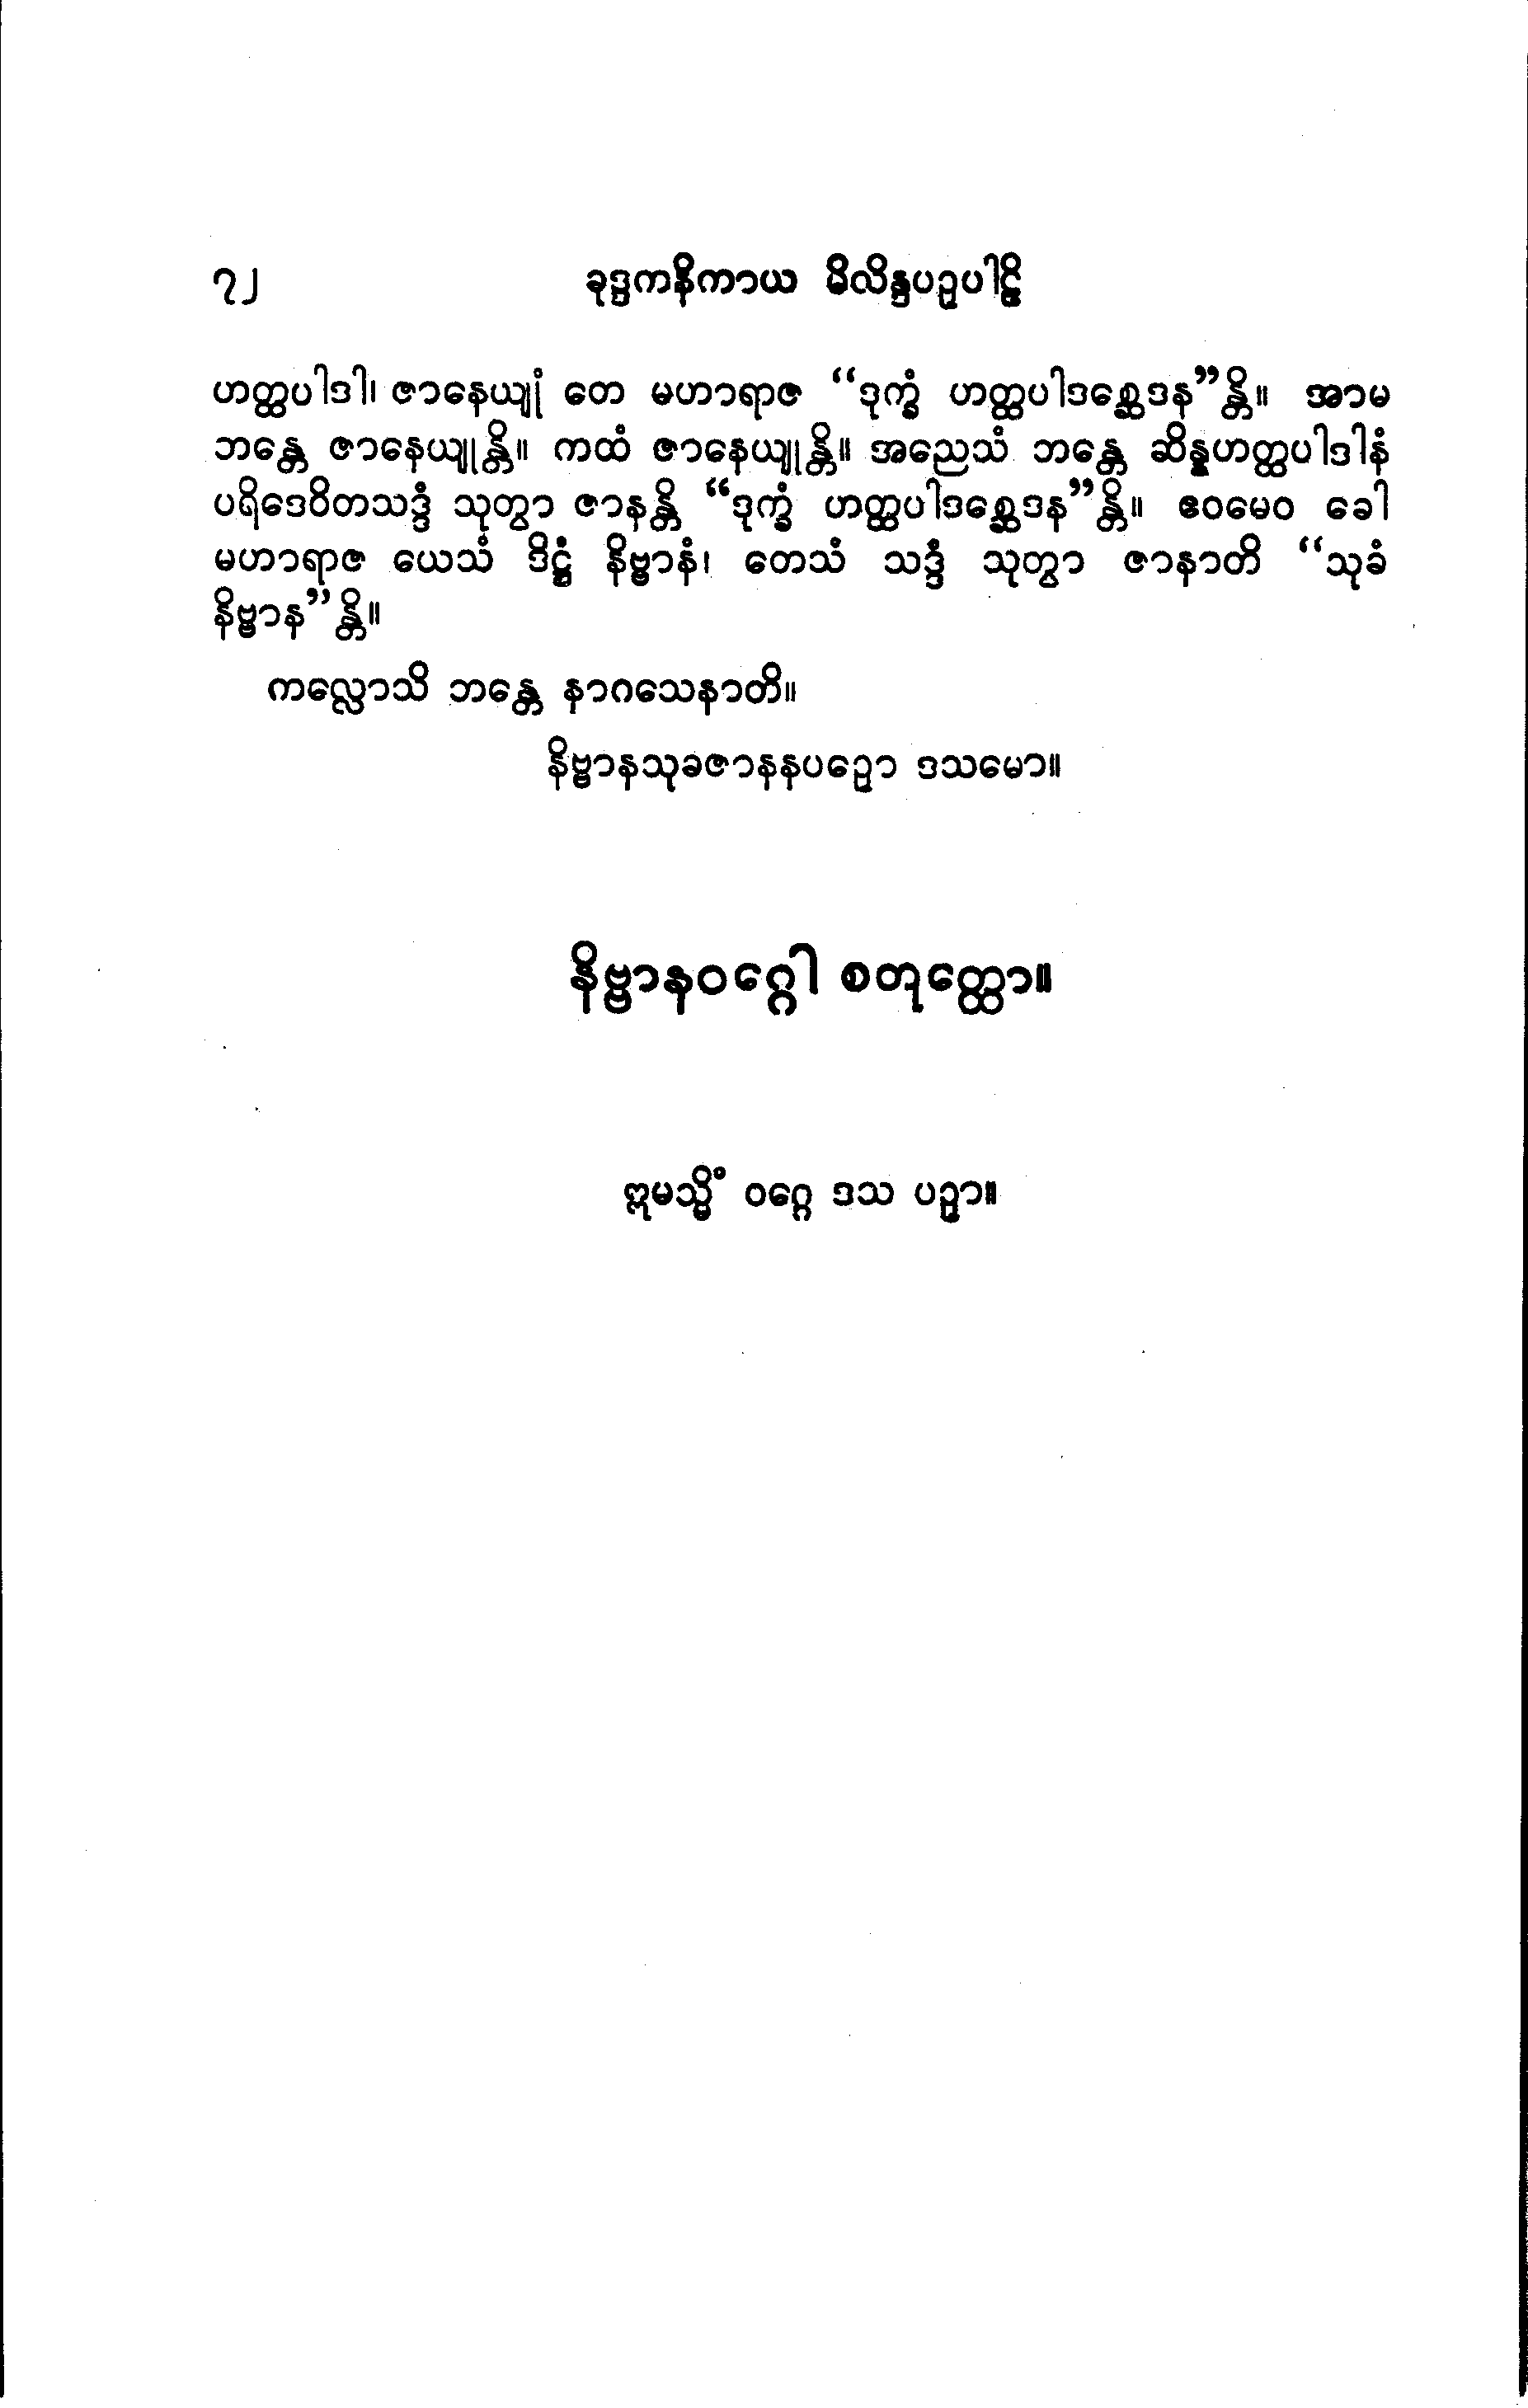 ၇၂ ခုဒ္ဒကနိကာယ မိလိန္ဒပဉှပါဠိ
ဟတ္ထပါဒါ၊ ဇာနေယျုံ တေ မဟာရာဇ “ဒုက္ခံ ဟတ္ထပါဒစ္ဆေဒန”န္တိ။ အာမ
ဘန္တေ ဇာနေယျုန္တိ။ ကထံ ဇာနေယျုန္တိ။ အညေသံ ဘန္တေ ဆိန္နဟတ္ထပါဒါနံ
ပရိဒေဝိတသဒ္ဒံ သုတွာ ဇာနန္တိ “ဒုက္ခံ ဟတ္ထပါဒစ္ဆေဒန”န္တိ။ ဧဝမေဝ ခေါ
မဟာရာဇ ယေသံ ဒိဋ္ဌံ နိဗ္ဗာနံ၊ တေသံ သဒ္ဒံ သုတွာ ဇာနာတိ “သုခံ
နိဗ္ဗာန”န္တိ။
ကလ္လောသိ ဘန္တေ နာဂသေနာတိ။
နိဗ္ဗာနသုခဇာနနပဉှော ဒသမော။
နိဗ္ဗာနဝဂ္ဂေါ စတုတ္ထော။
ဣမသ္မိံ ဝဂ္ဂေ ဒသ ပဉှာ။